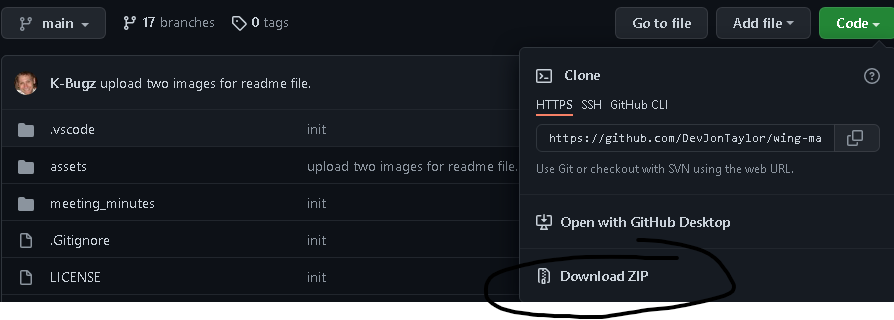 main 17 branches 0 tags Go to file Add file Code
K-Bugz upload two images for readme file.
Clone
HTTPS SSH GitHub CLI
.vscode init
https://github.com/DevJonTaylor/wing-ma
assets upload two images for readme file.
Use Git or checkout with SVN using the web URL.
meeting_minutes init
Open with GitHub Desktop
.Gitignore init
LICENSE init
Download ZIP